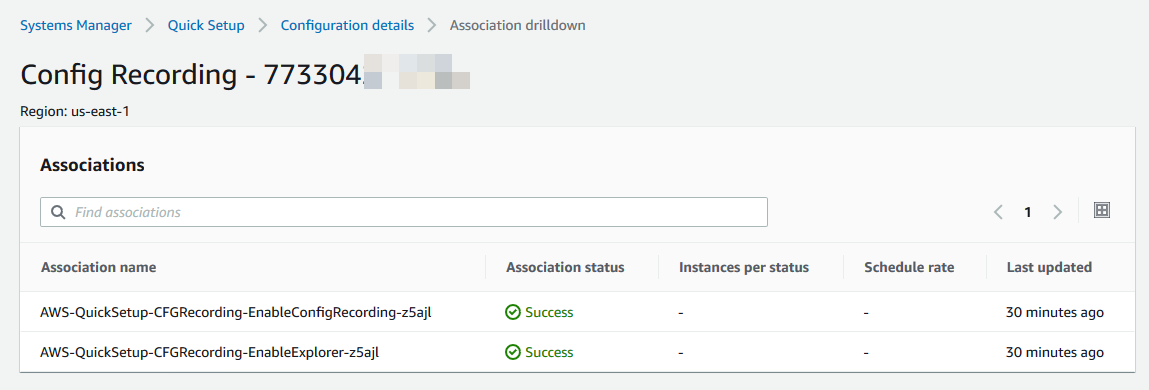 Systems Manager > Quick Setup > Configuration details > Association drilldown
Config Recording - 773304
Region: us-east-1
Associations
Find associations
1
Association name Association status Instances per status Schedule rate Last updated
AWS-QuickSetup-CFGRecording-EnableConfigRecording-z5ajl Success - - 30 minutes ago
AWS-QuickSetup-CFGRecording-EnableExplorer-z5ajl Success - - 30 minutes ago